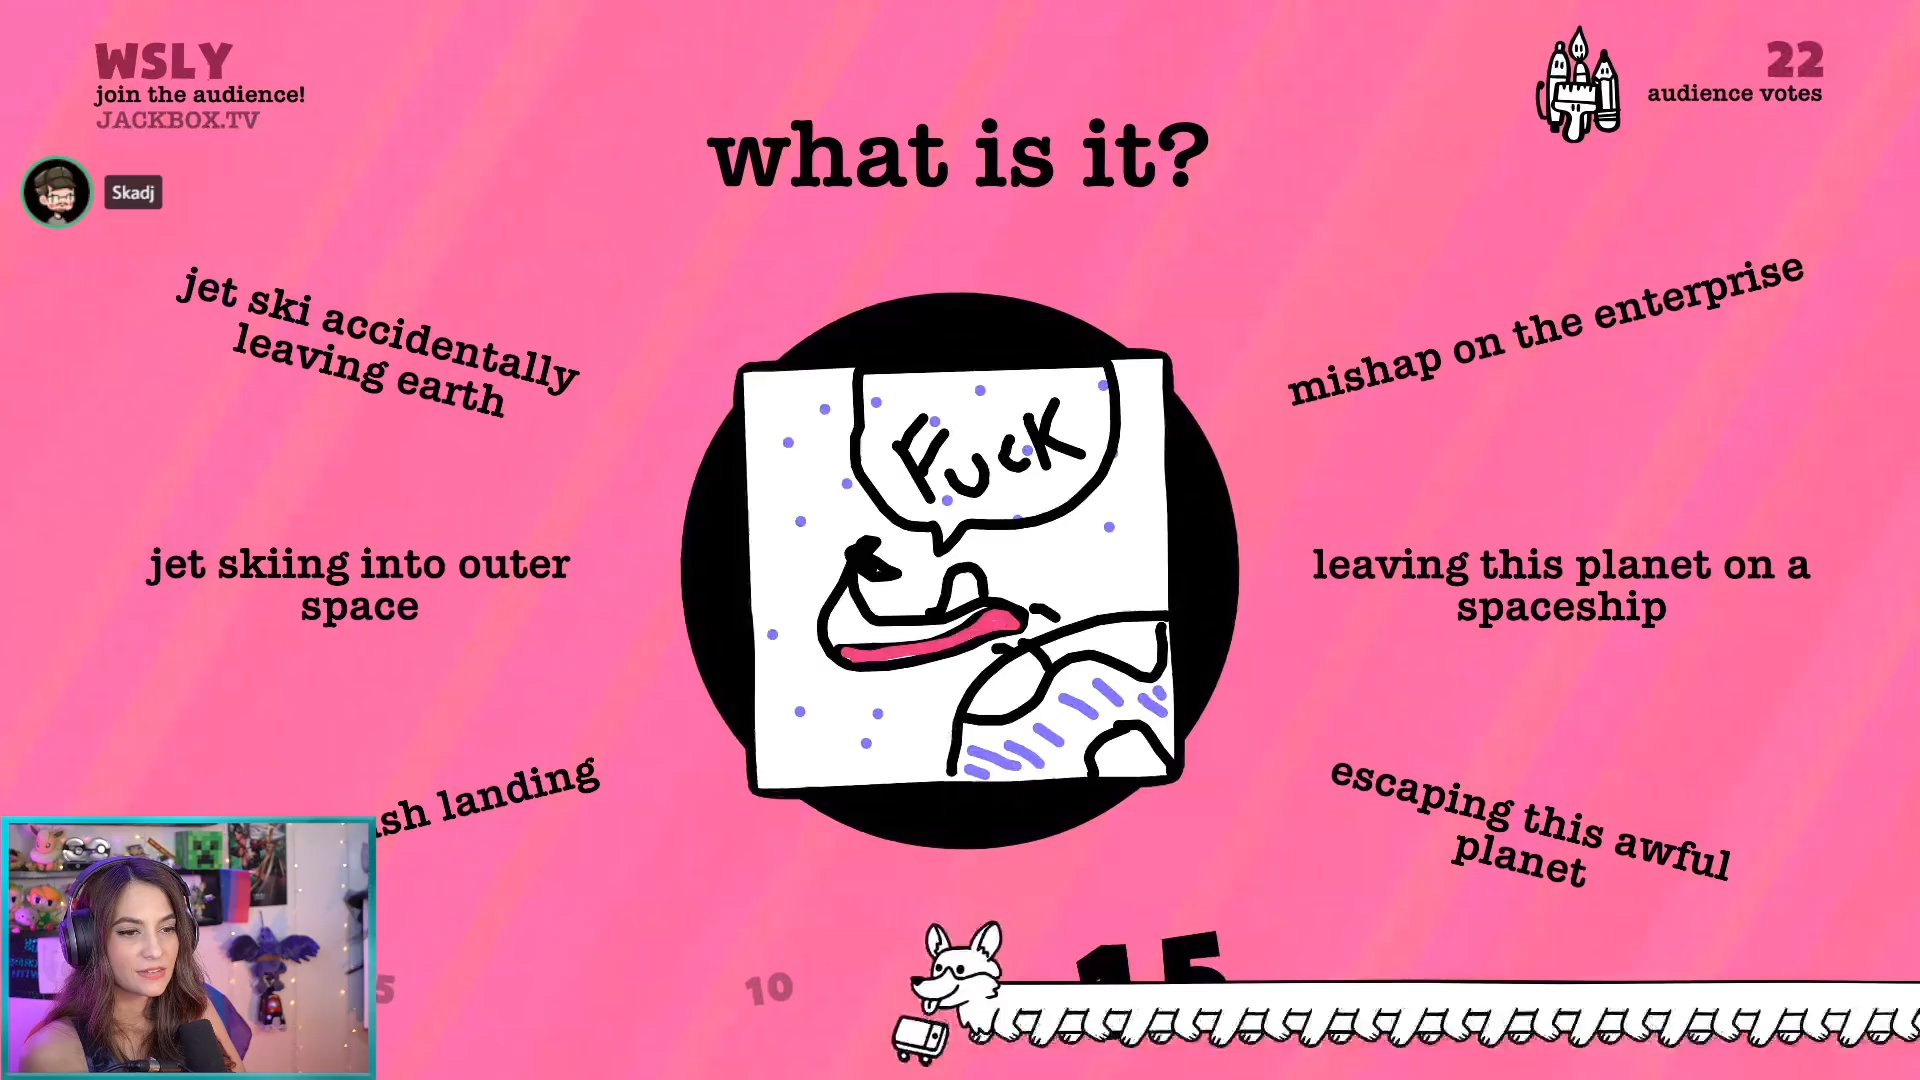 WSLY
join the audience!
JACKBOX.TV
22
audience votes
what is it?
Skadj
jet ski accidentally
leaving earth
mishap on the enterprise
Fuck
jet skiing into outer
space
leaving this planet on a
spaceship
landing
escaping this awful
planet
5
10
15